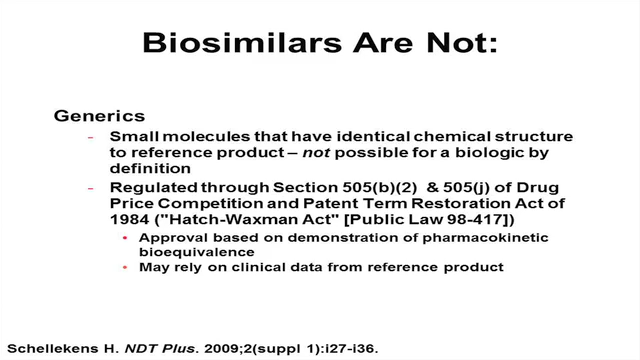 Biosimilars Are Not:
Generics
– Small molecules that have identical chemical structure
to reference product – not possible for a biologic by
definition
– Regulated through Section 505(b)(2) & 505(j) of Drug
Price Competition and Patent Term Restoration Act of
1984 ("Hatch-Waxman Act" [Public Law 98-417])
• Approval based on demonstration of pharmacokinetic
bioequivalence
• May rely on clinical data from reference product
Schellekens H. NDT Plus. 2009;2(suppl 1):i27-i36.